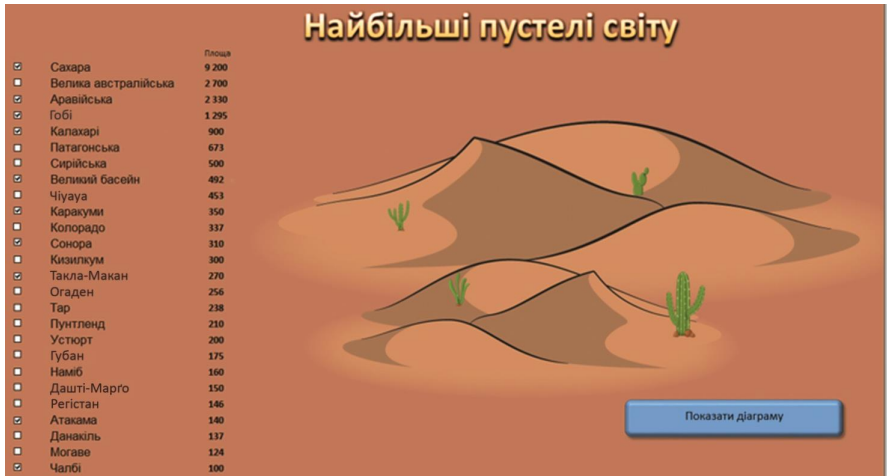 Найбільші пустелі світу
Площа
Сахара 9 200
Велика австралійська 2 700
Аравійська 2 330
Гобі 1 295
Калахарі 900
Патагонська 673
Сирійська 500
Великий басейн 492
Чіуауа 453
Каракуми 350
Колорадо 337
Сонора 310
Кизилкум 300
Такла-Макан 270
Огаден 256
Тар 238
Пунтленд 210
Устюрт 200
Губан 175
Наміб 160
Дашті-Марґо 150
Регістан 146
Атакама 140
Данакіль 137
Могаве 124
Чалбі 100
Показати діаграму